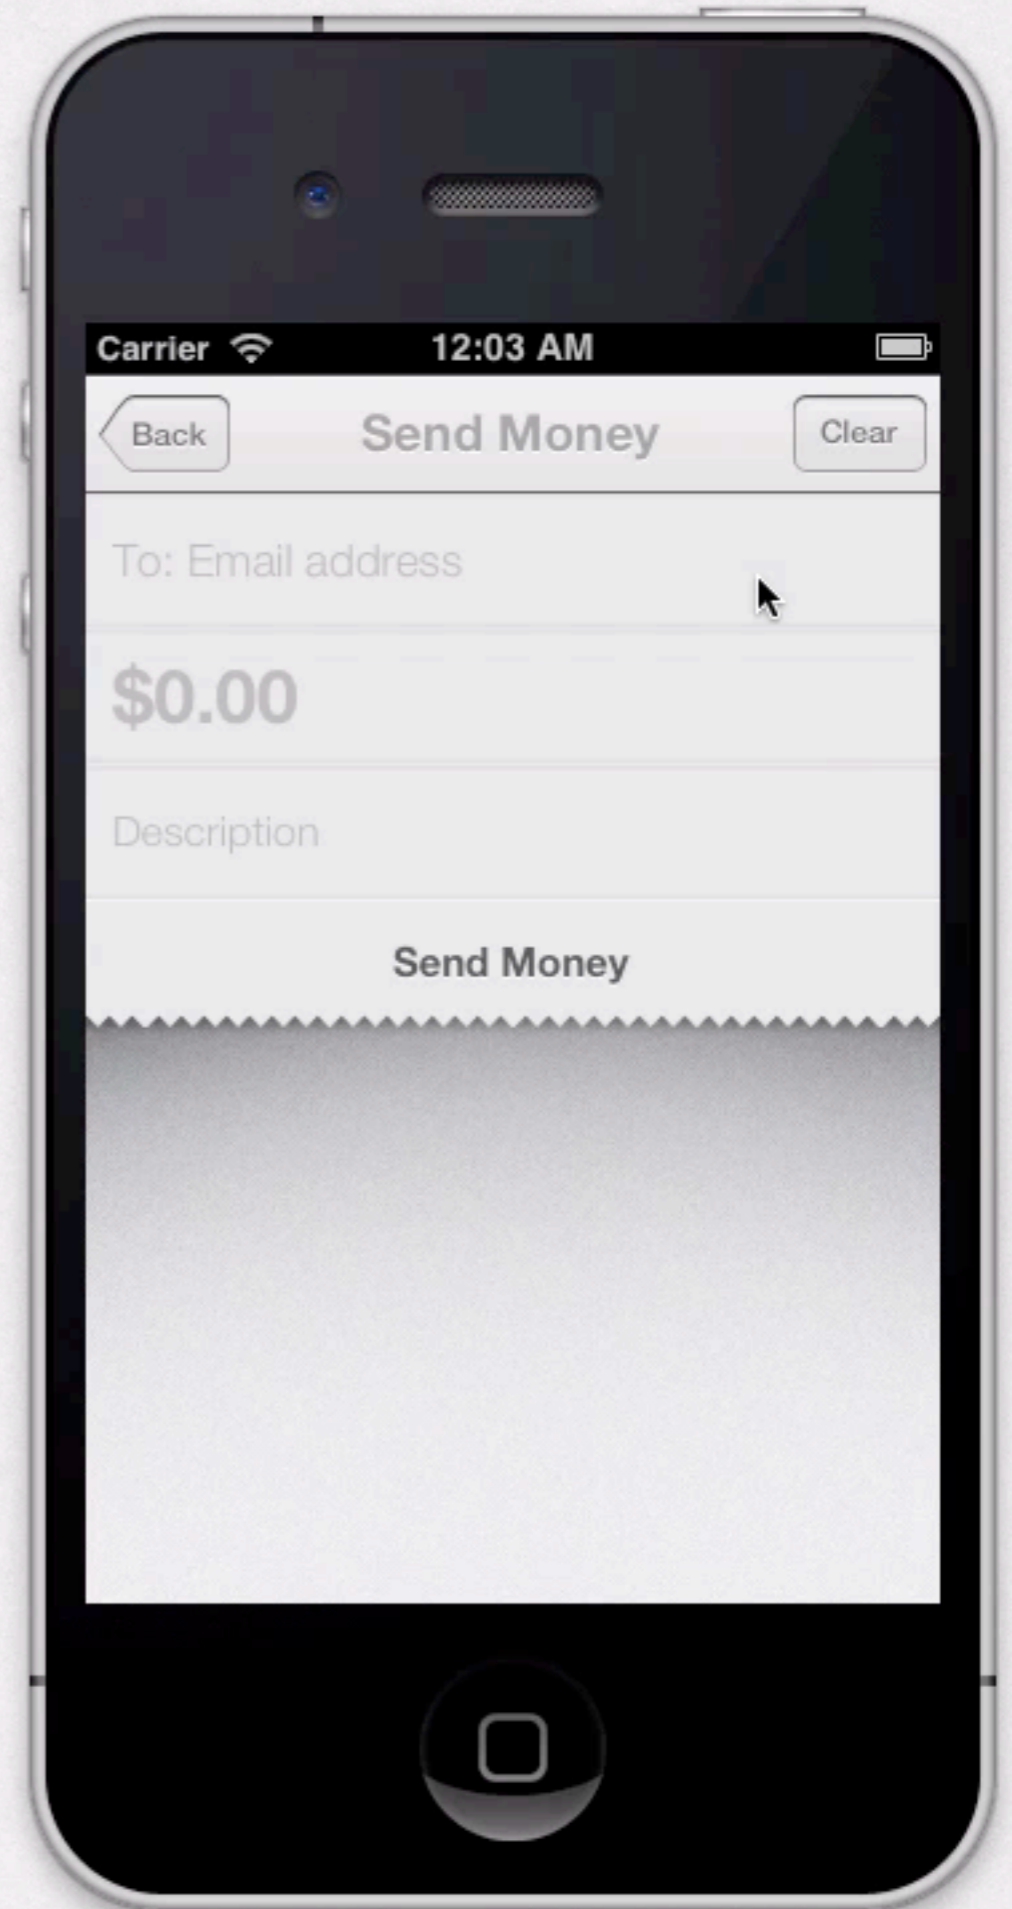 Carrier 12:03 AM
Back Send Money Clear
To: Email address
$0.00
Description
Send Money